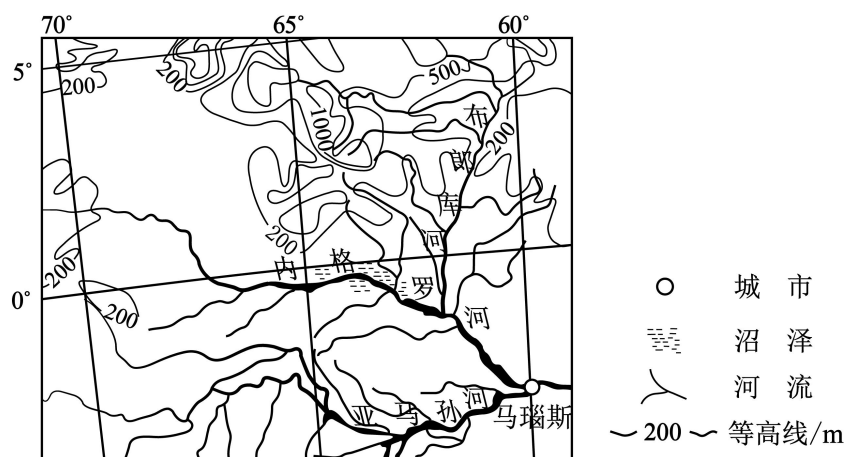 70° 65° 60°
5°
200 200 500
1000 布
200
郎
库
200 河
内 格
200 罗
0° 河
200
亚 马 孙 河 马瑙斯
城 市
沼 泽
河 流
200 等高线/m